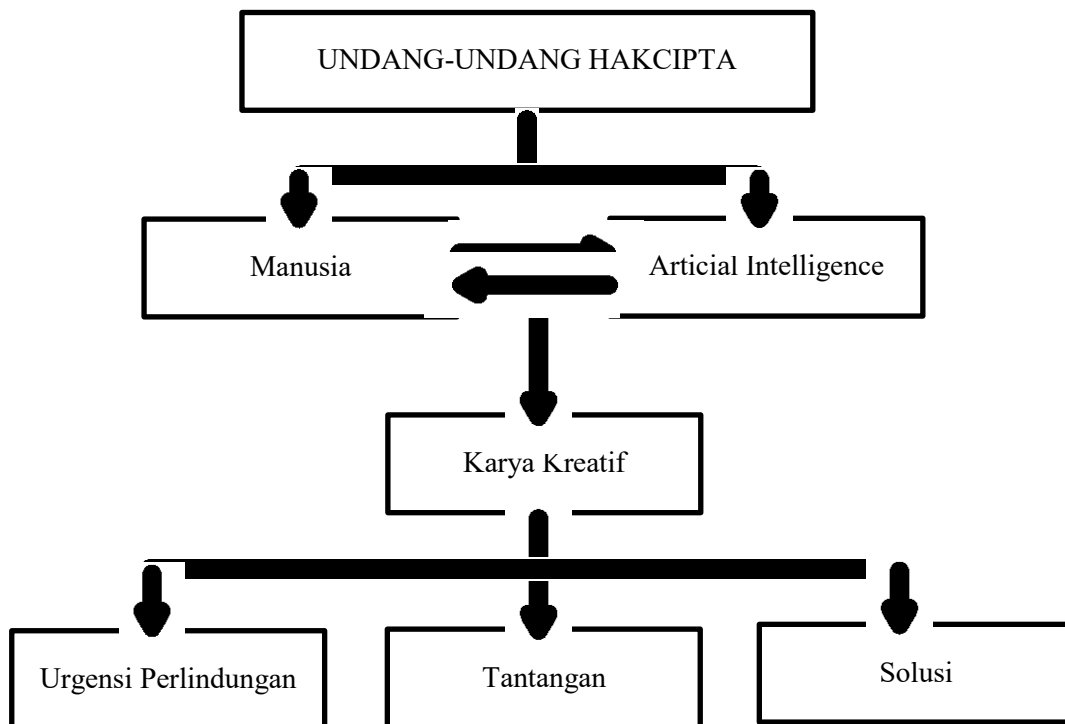 UNDANG-UNDANG HAKCIPTA
Manusia
Articial Intelligence
Karya Kreatif
Urgensi Perlindungan
Tantangan
Solusi